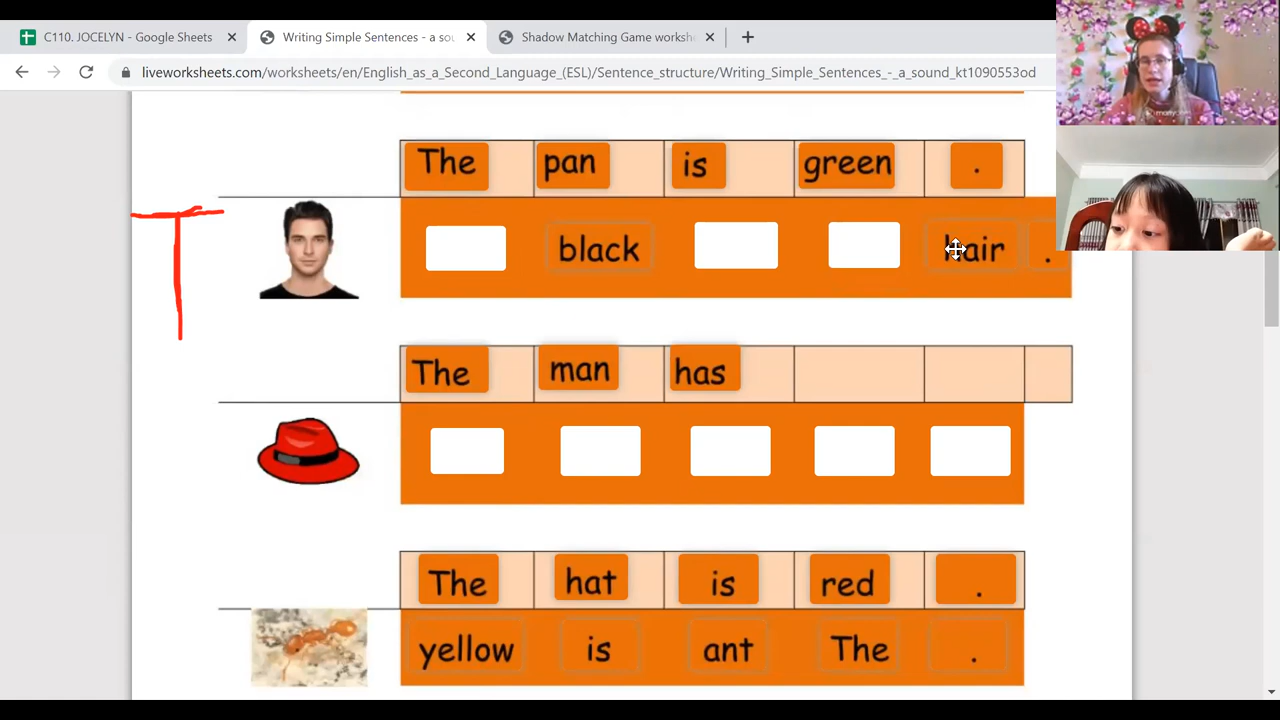 C110. JOCELYN - Google Sheets
Writing Simple Sentences - a sou
Shadow Matching Game workshe
liveworksheets.com/worksheets/en/English_as_a_Second_Language_(ESL)/Sentence_structure/Writing_Simple_Sentences_-_a_sound_kt1090553od
The pan is green .
T
black hair .
The man has
The hat is red .
yellow is ant The .